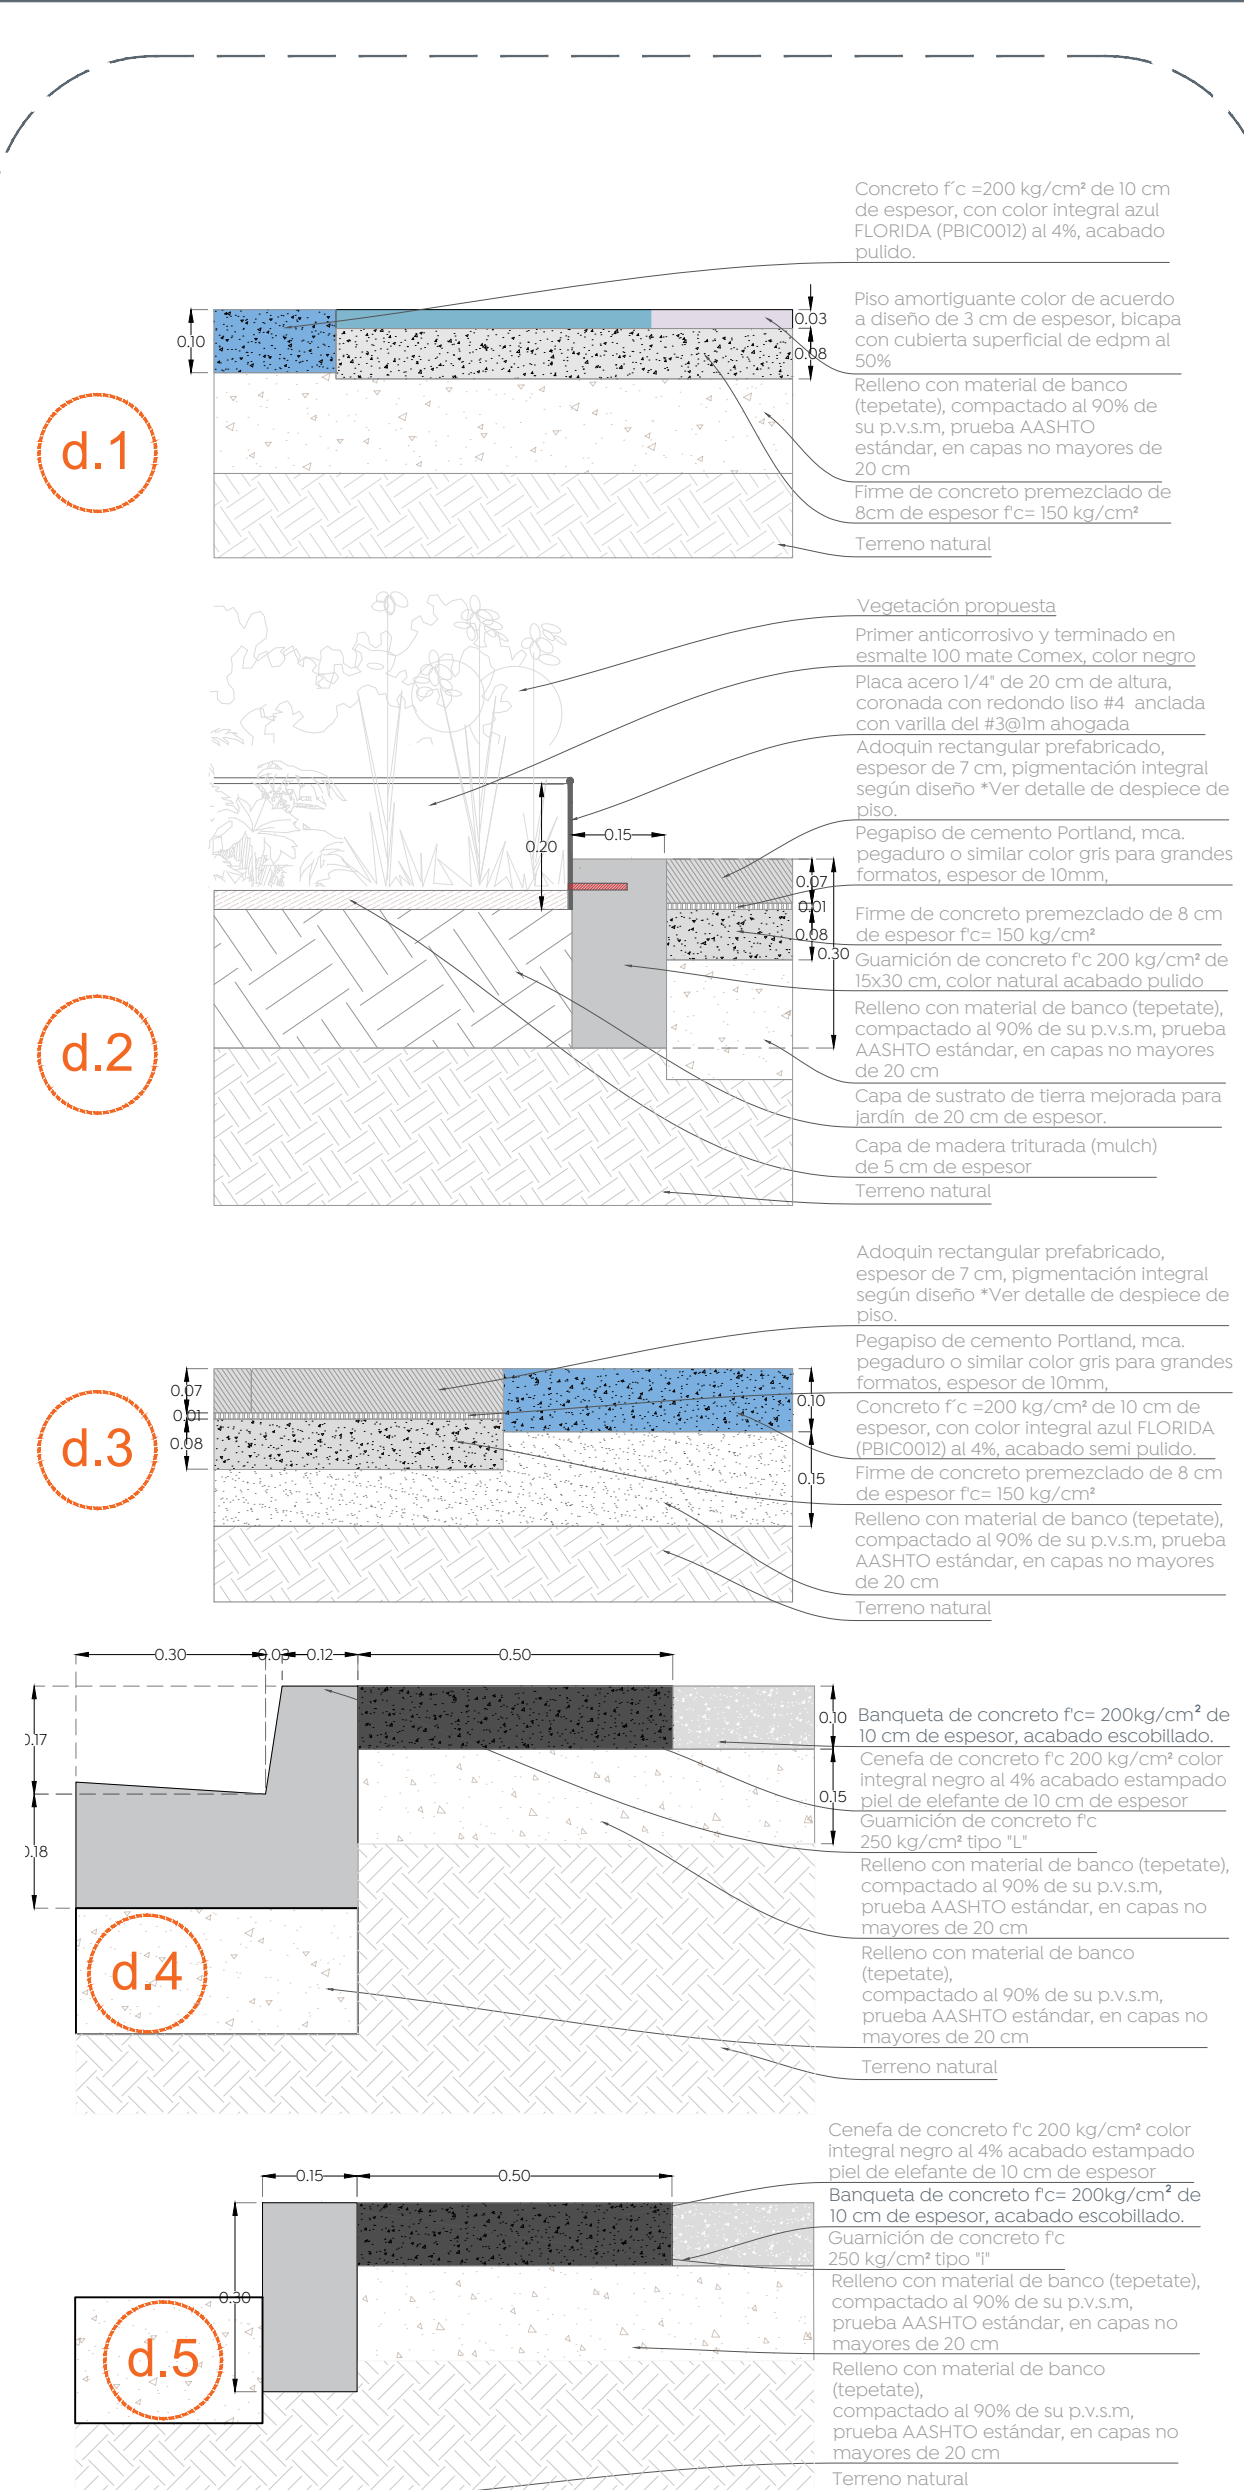 Concreto f´c =200 kg/cm² de 10 cm
de espesor, con color integral azul
FLORIDA (PBIC0012) al 4%, acabado
pulido.
Piso amortiguante color de acuerdo
a diseño de 3 cm de espesor, bicapa
con cubierta superficial de edpm al
50%
Relleno con material de banco
(tepetate), compactado al 90% de
su p.v.s.m, prueba AASHTO
estándar, en capas no mayores de
20 cm
Firme de concreto premezclado de
8cm de espesor f'c= 150 kg/cm²
Terreno natural
0.10
0.03
0.08
d.1
Vegetación propuesta
Primer anticorrosivo y terminado en
esmalte 100 mate Comex, color negro
Placa acero 1/4" de 20 cm de altura,
coronada con redondo liso #4 anclada
con varilla del #3@1m ahogada
Adoquin rectangular prefabricado,
espesor de 7 cm, pigmentación integral
según diseño *Ver detalle de despiece de
piso.
Pegapiso de cemento Portland, mca.
pegaduro o similar color gris para grandes
formatos, espesor de 10mm,
Firme de concreto premezclado de 8 cm
de espesor f'c= 150 kg/cm²
Guarnición de concreto f'c 200 kg/cm² de
15x30 cm, color natural acabado pulido
Relleno con material de banco (tepetate),
compactado al 90% de su p.v.s.m, prueba
AASHTO estándar, en capas no mayores
de 20 cm
Capa de sustrato de tierra mejorada para
jardín de 20 cm de espesor.
Capa de madera triturada (mulch)
de 5 cm de espesor
Terreno natural
0.20
0.15
0.07
0.01
0.08
0.30
d.2
Adoquin rectangular prefabricado,
espesor de 7 cm, pigmentación integral
según diseño *Ver detalle de despiece de
piso.
Pegapiso de cemento Portland, mca.
pegaduro o similar color gris para grandes
formatos, espesor de 10mm,
Concreto f´c =200 kg/cm² de 10 cm de
espesor, con color integral azul FLORIDA
(PBIC0012) al 4%, acabado semi pulido.
Firme de concreto premezclado de 8 cm
de espesor f'c= 150 kg/cm²
Relleno con material de banco (tepetate),
compactado al 90% de su p.v.s.m, prueba
AASHTO estándar, en capas no mayores
de 20 cm
Terreno natural
0.07
0.01
0.08
0.10
0.15
d.3
0.30
0.03
0.12
0.50
0.17
0.18
0.10
0.15
Banqueta de concreto f'c= 200kg/cm² de
10 cm de espesor, acabado escobillado.
Cenefa de concreto f'c 200 kg/cm² color
integral negro al 4% acabado estampado
piel de elefante de 10 cm de espesor
Guarnición de concreto f'c
250 kg/cm² tipo "L"
Relleno con material de banco (tepetate),
compactado al 90% de su p.v.s.m,
prueba AASHTO estándar, en capas no
mayores de 20 cm
Relleno con material de banco
(tepetate),
compactado al 90% de su p.v.s.m,
prueba AASHTO estándar, en capas no
mayores de 20 cm
Terreno natural
d.4
Cenefa de concreto f'c 200 kg/cm² color
integral negro al 4% acabado estampado
piel de elefante de 10 cm de espesor
Banqueta de concreto f'c= 200kg/cm² de
10 cm de espesor, acabado escobillado.
Guarnición de concreto f'c
250 kg/cm² tipo "i"
Relleno con material de banco (tepetate),
compactado al 90% de su p.v.s.m,
prueba AASHTO estándar, en capas no
mayores de 20 cm
Relleno con material de banco
(tepetate),
compactado al 90% de su p.v.s.m,
prueba AASHTO estándar, en capas no
mayores de 20 cm
Terreno natural
0.15
0.50
0.30
d.5